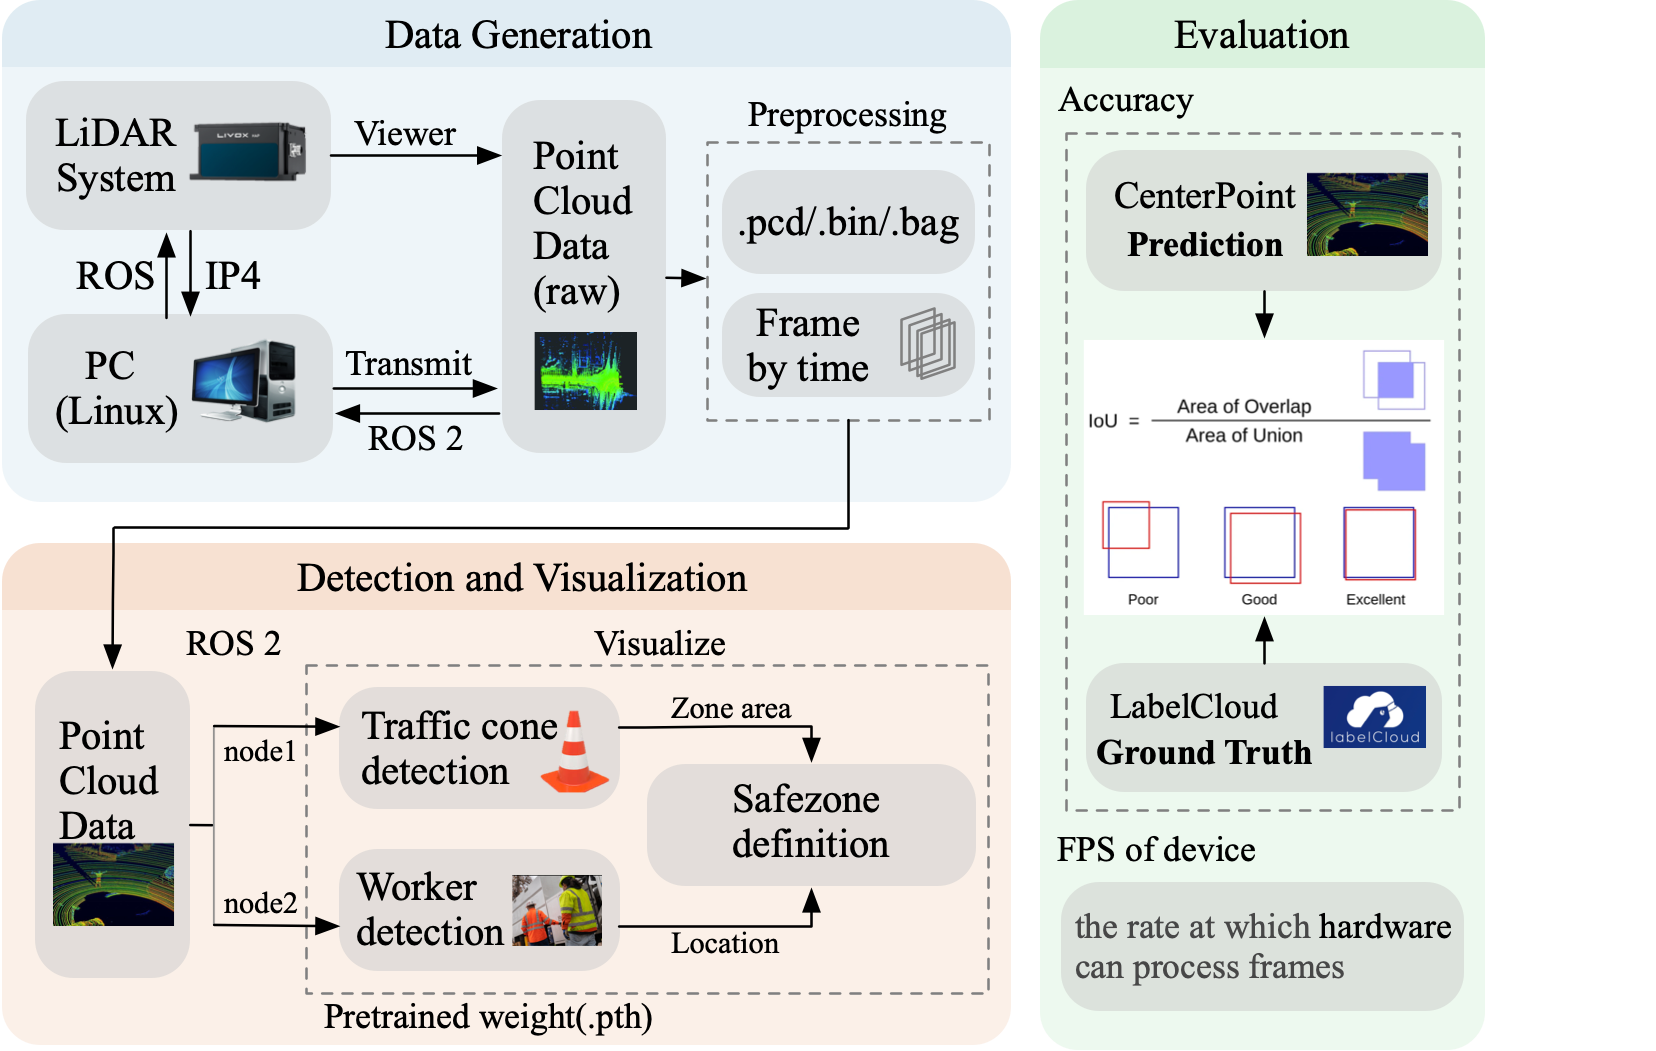 Data Generation
LiDAR
System
LIVOX
Viewer
ROS
IP4
PC
(Linux)
Transmit
ROS 2
Point
Cloud
Data
(raw)
Preprocessing
.pcd/.bin/.bag
Frame
by time
Detection and Visualization
ROS 2
Visualize
Point
Cloud
Data
node1
node2
Traffic cone
detection
Worker
detection
Zone area
Location
Safezone
definition
Pretrained weight(.pth)
Evaluation
Accuracy
CenterPoint
Prediction
IoU =
Area of Overlap
Area of Union
Poor
Good
Excellent
LabelCloud
Ground Truth
labelCloud
FPS of device
the rate at which hardware
can process frames